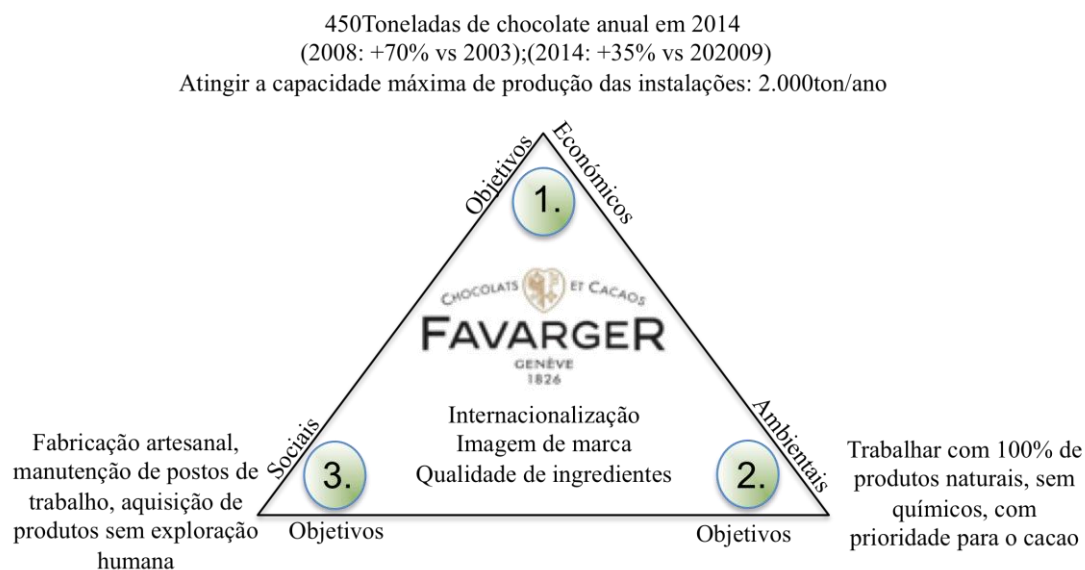 450Toneladas de chocolate anual em 2014
(2008: +70% vs 2003);(2014: +35% vs 202009)
Atingir a capacidade máxima de produção das instalações: 2.000ton/ano
Objetivos
Económicos
1.
CHOCOLATS ET CACAOS
FAVARGER
GENÈVE
1826
Internacionalização
Imagem de marca
Qualidade de ingredientes
Sociais
3.
Objetivos
Fabricação artesanal,
manutenção de postos de
trabalho, aquisição de
produtos sem exploração
humana
Ambientais
2.
Objetivos
Trabalhar com 100% de
produtos naturais, sem
químicos, com
prioridade para o cacao